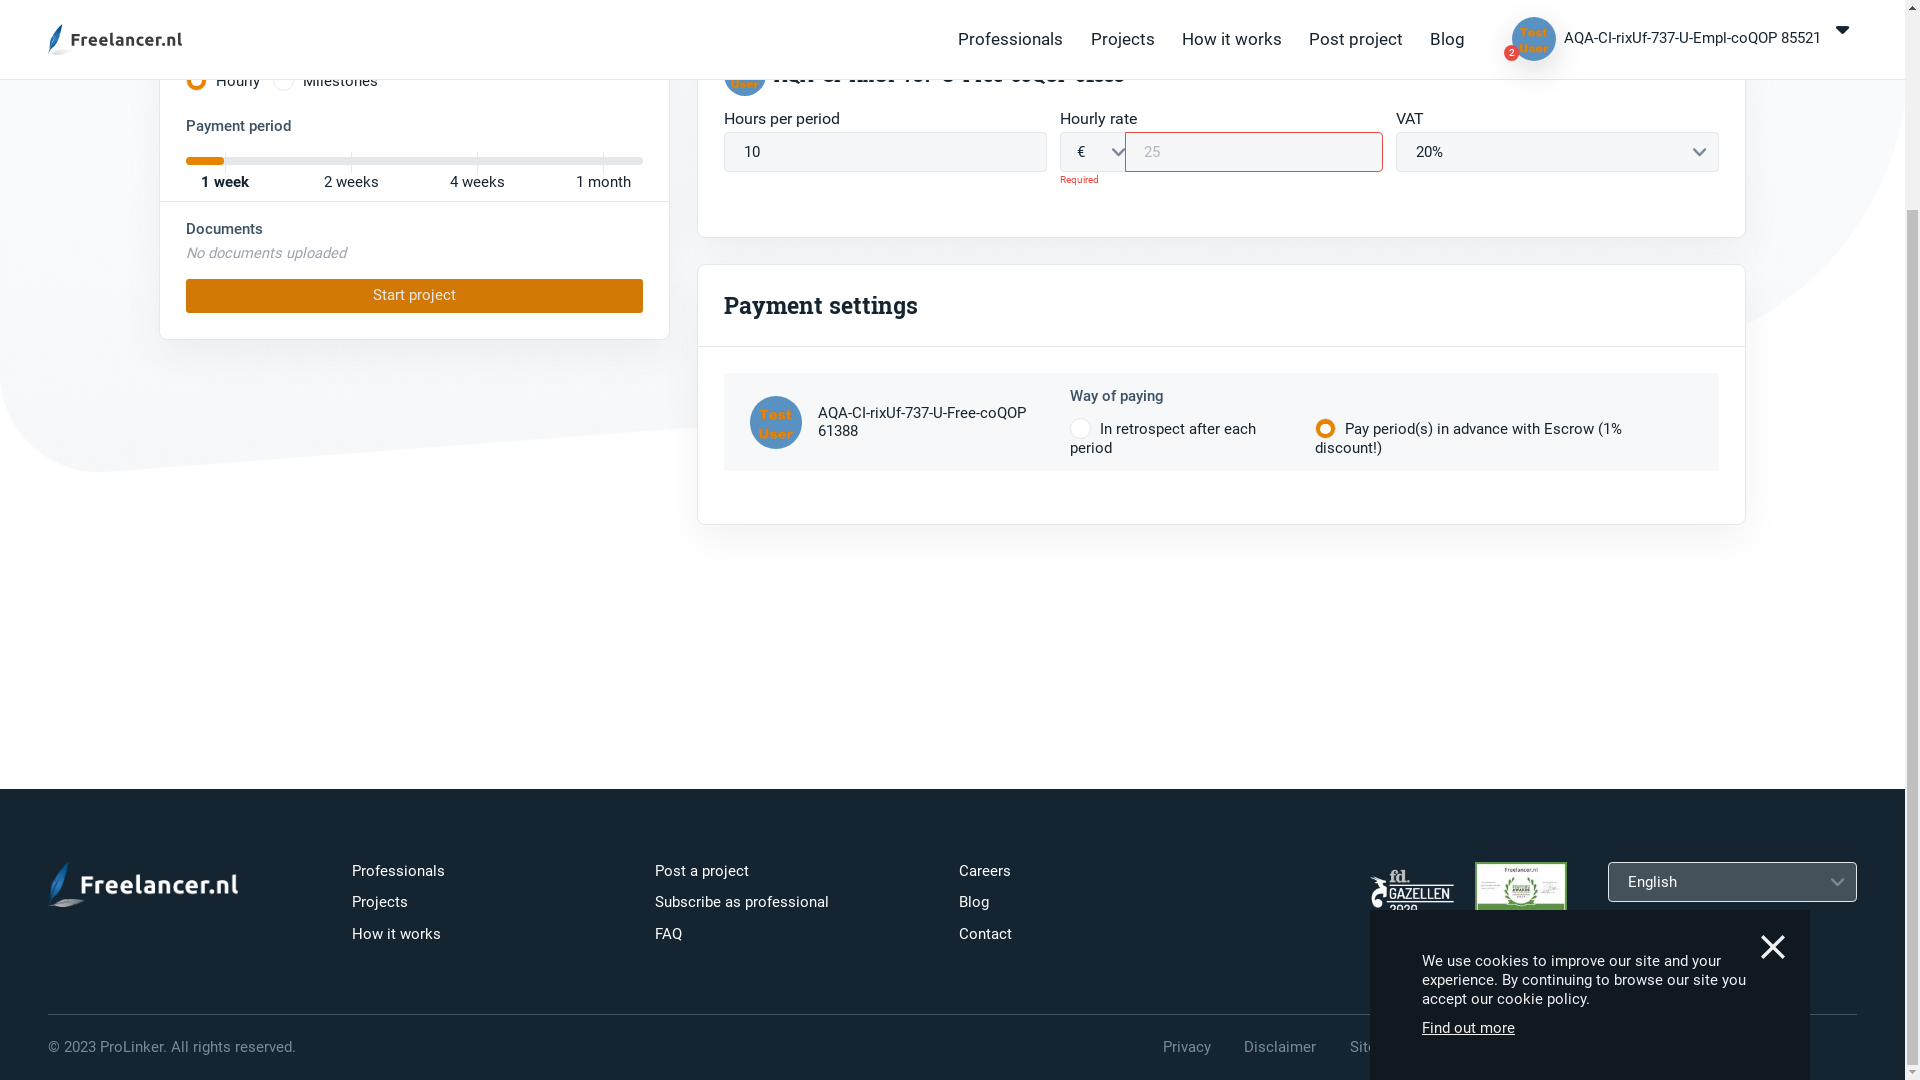 Freelancer.nl
Professionals
Projects
How it works
Post project
Blog
Test
User
2
AQA-CI-rixUf-737-U-Empl-coQOP 85521
Hourly
Milestones
Payment period
1 week
2 weeks
4 weeks
1 month
Documents
No documents uploaded
Start project
User
Hours per period
10
Hourly rate
€
25
Required
VAT
20%
Payment settings
Test
User
AQA-CI-rixUf-737-U-Free-coQOP
61388
Way of paying
In retrospect after each
period
Pay period(s) in advance with Escrow (1%
discount!)
Freelancer.nl
Professionals
Projects
How it works
Post a project
Subscribe as professional
FAQ
Careers
Blog
Contact
fd.
GAZELLEN
2020
Freelancer.nl
English
We use cookies to improve our site and your
experience. By continuing to browse our site you
accept our cookie policy.
Find out more
© 2023 ProLinker. All rights reserved.
Privacy
Disclaimer